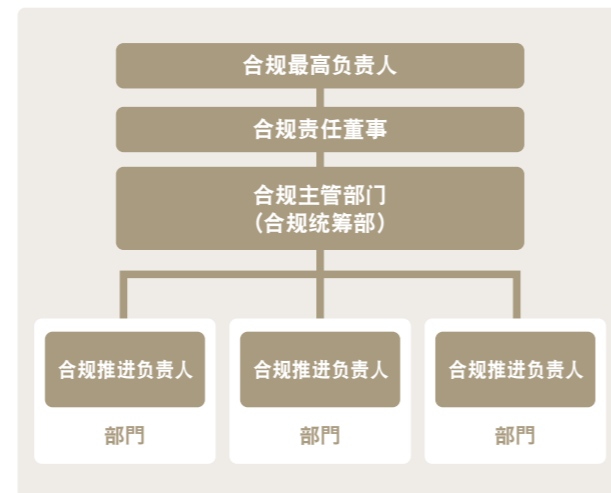 合规最高负责人
合规责任董事
合规主管部门
（合规统筹部）
合规推进负责人
合规推进负责人
合规推进负责人
部門
部門
部門